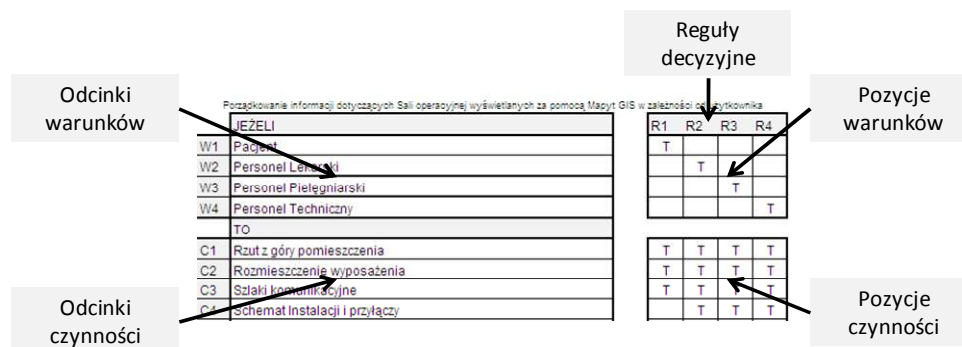 Reguły
decyzyjne
Odcinki
warunków
Pozycje
warunków
Porządkowanie informacji dotyczących Sali operacyjnej wyświetlanych za pomocą Mapyt GIS w zależności od użytkownika
JEŻELI R1 R2 R3 R4
W1 Pacjent T
W2 Personel Lekarski T
W3 Personel Pielęgniarski T
W4 Personel Techniczny T
TO
C1 Rzut z góry pomieszczenia T T T T
C2 Rozmieszczenie wyposażenia T T T T
C3 Szlaki komunikacyjne T T T T
C4 Schemat Instalacji i przyłączy T T T
Odcinki
czynności
Pozycje
czynności